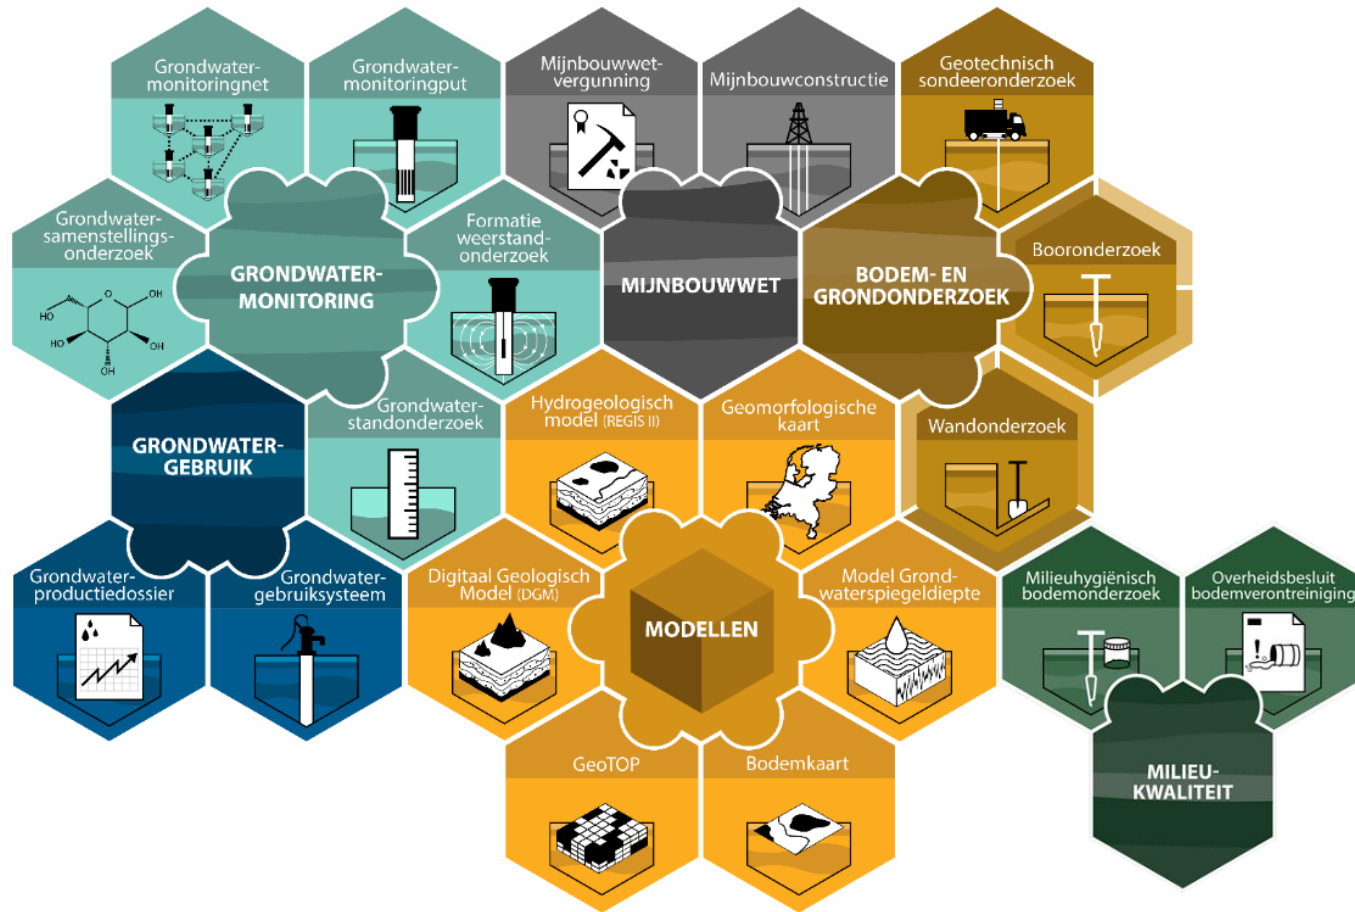 Grondwater-
monitoringnet
Grondwater-
monitoringput
Mijnbouwwet-
vergunning
Mijnbouwconstructie
Geotechnisch
sondeeronderzoek
Grondwater-
samenstellings-
onderzoek
OH
O
HO
OH
OH
OH
GRONDWATER-
MONITORING
Formatie
weerstand-
onderzoek
MIJNBOUWWET
BODEM- EN
GRONDONDERZOEK
Booronderzoek
GRONDWATER-
GEBRUIK
Grondwater-
standonderzoek
Hydrogeologisch
model (REGIS II)
Geomorfologische
kaart
Wandonderzoek
Grondwater-
productiedossier
Grondwater-
gebruiksysteem
Digitaal Geologisch
Model (DGM)
MODELLEN
Model Grond-
waterspiegeldiepte
Milieuhygiënisch
bodemonderzoek
Overheidsbesluit
bodemverontreiniging
GeoTOP
Bodemkaart
MILIEU-
KWALITEIT